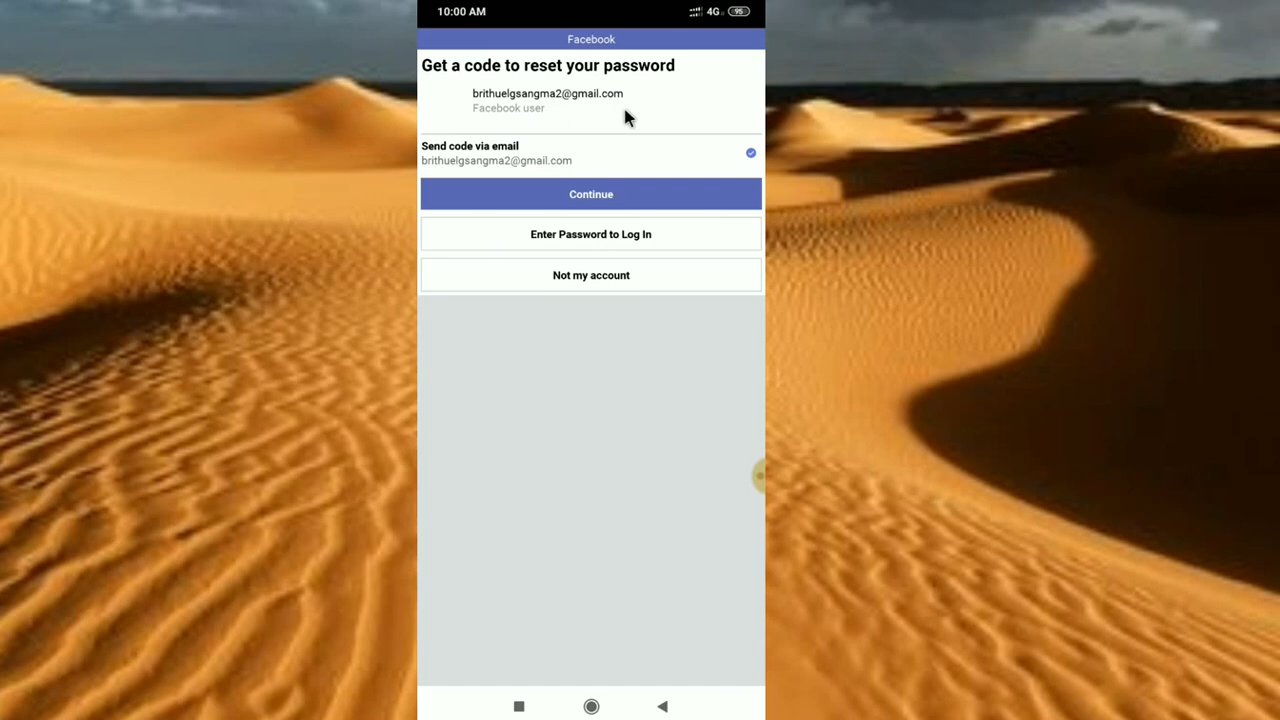 10:00 AM
4G
95
Facebook
Get a code to reset your password
brithuelgsangma2@gmail.com
Facebook user
Send code via email
brithuelgsangma2@gmail.com
Continue
Enter Password to Log In
Not my account